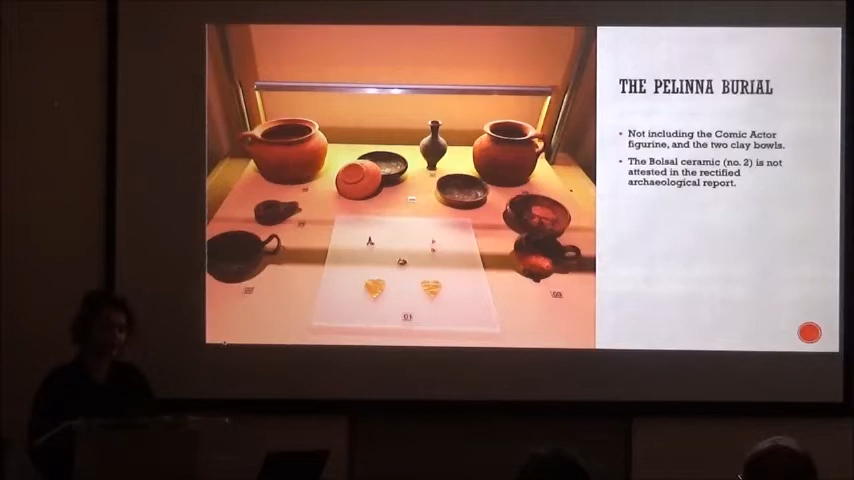 THE PELINNA BURIAL
• Not including the Comic Actor
figurine, and the two clay bowls.
• The Bolsal ceramic (no. 2) is not
attested in the rectified
archaeological report.